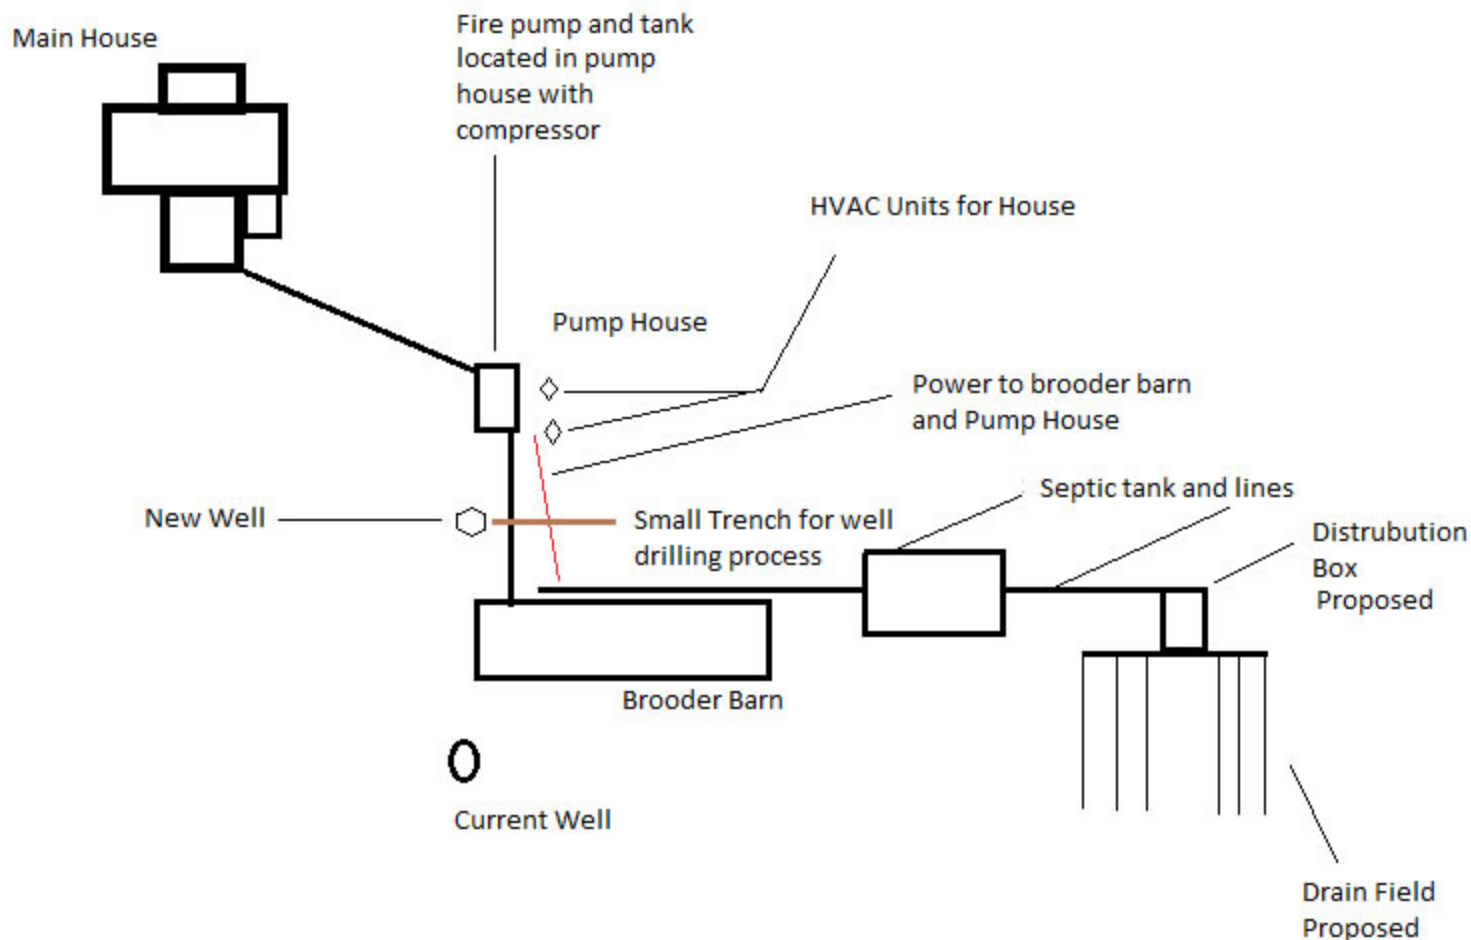 Main House
Fire pump and tank
located in pump
house with
compressor
HVAC Units for House
Pump House
Power to brooder barn
and Pump House
Septic tank and lines
New Well
Small Trench for well
drilling process
Distrubution
Box
Proposed
Brooder Barn
Current Well
Drain Field
Proposed